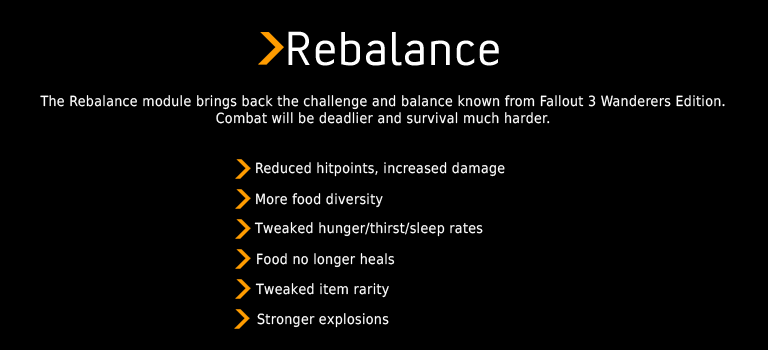 Rebalance
The Rebalance module brings back the challenge and balance known from Fallout 3 Wanderers Edition.
Combat will be deadlier and survival much harder.
Reduced hitpoints, increased damage
More food diversity
Tweaked hunger/thirst/sleep rates
Food no longer heals
Tweaked item rarity
Stronger explosions